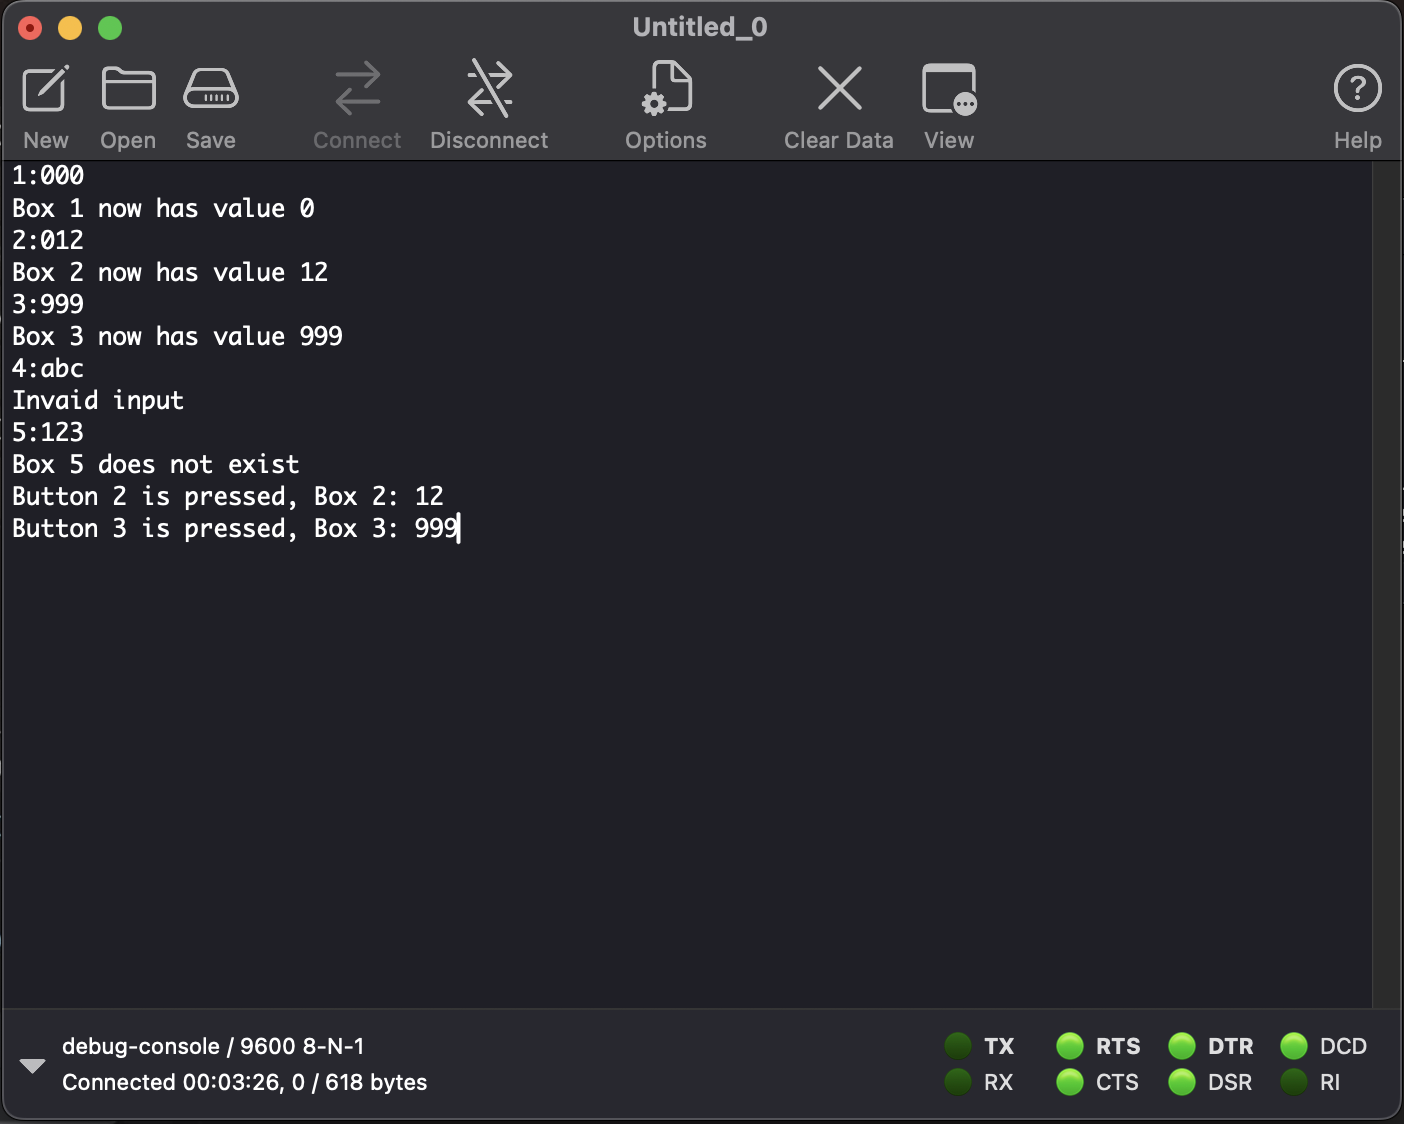 Untitled_0
New
Open
Save
Connect
Disconnect
Options
Clear Data
View
Help
1:000
Box 1 now has value 0
2:012
Box 2 now has value 12
3:999
Box 3 now has value 999
4:abc
Invaid input
5:123
Box 5 does not exist
Button 2 is pressed, Box 2: 12
Button 3 is pressed, Box 3: 999
debug-console / 9600 8-N-1
Connected 00:03:26, 0 / 618 bytes
TX RTS DTR DCD
RX CTS DSR RI